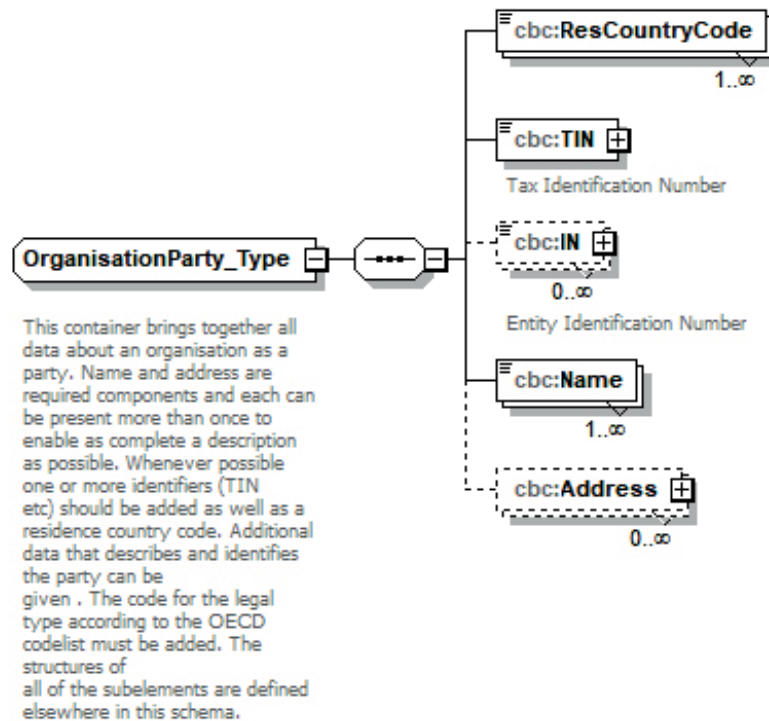 cbc:ResCountryCode
1..∞
cbc:TIN
Tax Identification Number
cbc:IN
0..∞
Entity Identification Number
OrganisationParty_Type
This container brings together all
data about an organisation as a
party. Name and address are
required components and each can
be present more than once to
enable as complete a description
as possible. Whenever possible
one or more identifiers (TIN
etc) should be added as well as a
residence country code. Additional
data that describes and identifies
the party can be
given . The code for the legal
type according to the OECD
codelist must be added. The
structures of
all of the subelements are defined
elsewhere in this schema.
cbc:Name
1..∞
cbc:Address
0..∞